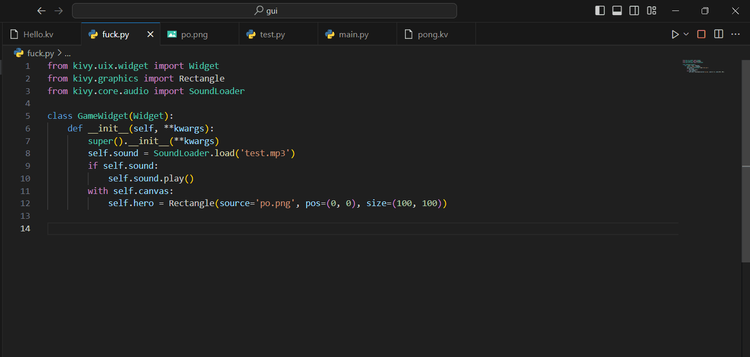 gui
Hello.kv
fuck.py
po.png
test.py
main.py
pong.kv
fuck.py > ...
1 from kivy.uix.widget import Widget
2 from kivy.graphics import Rectangle
3 from kivy.core.audio import SoundLoader
4
5 class GameWidget(Widget):
6     def __init__(self, **kwargs):
7         super().__init__(**kwargs)
8         self.sound = SoundLoader.load('test.mp3')
9         if self.sound:
10             self.sound.play()
11         with self.canvas:
12             self.hero = Rectangle(source='po.png', pos=(0, 0), size=(100, 100))
13
14